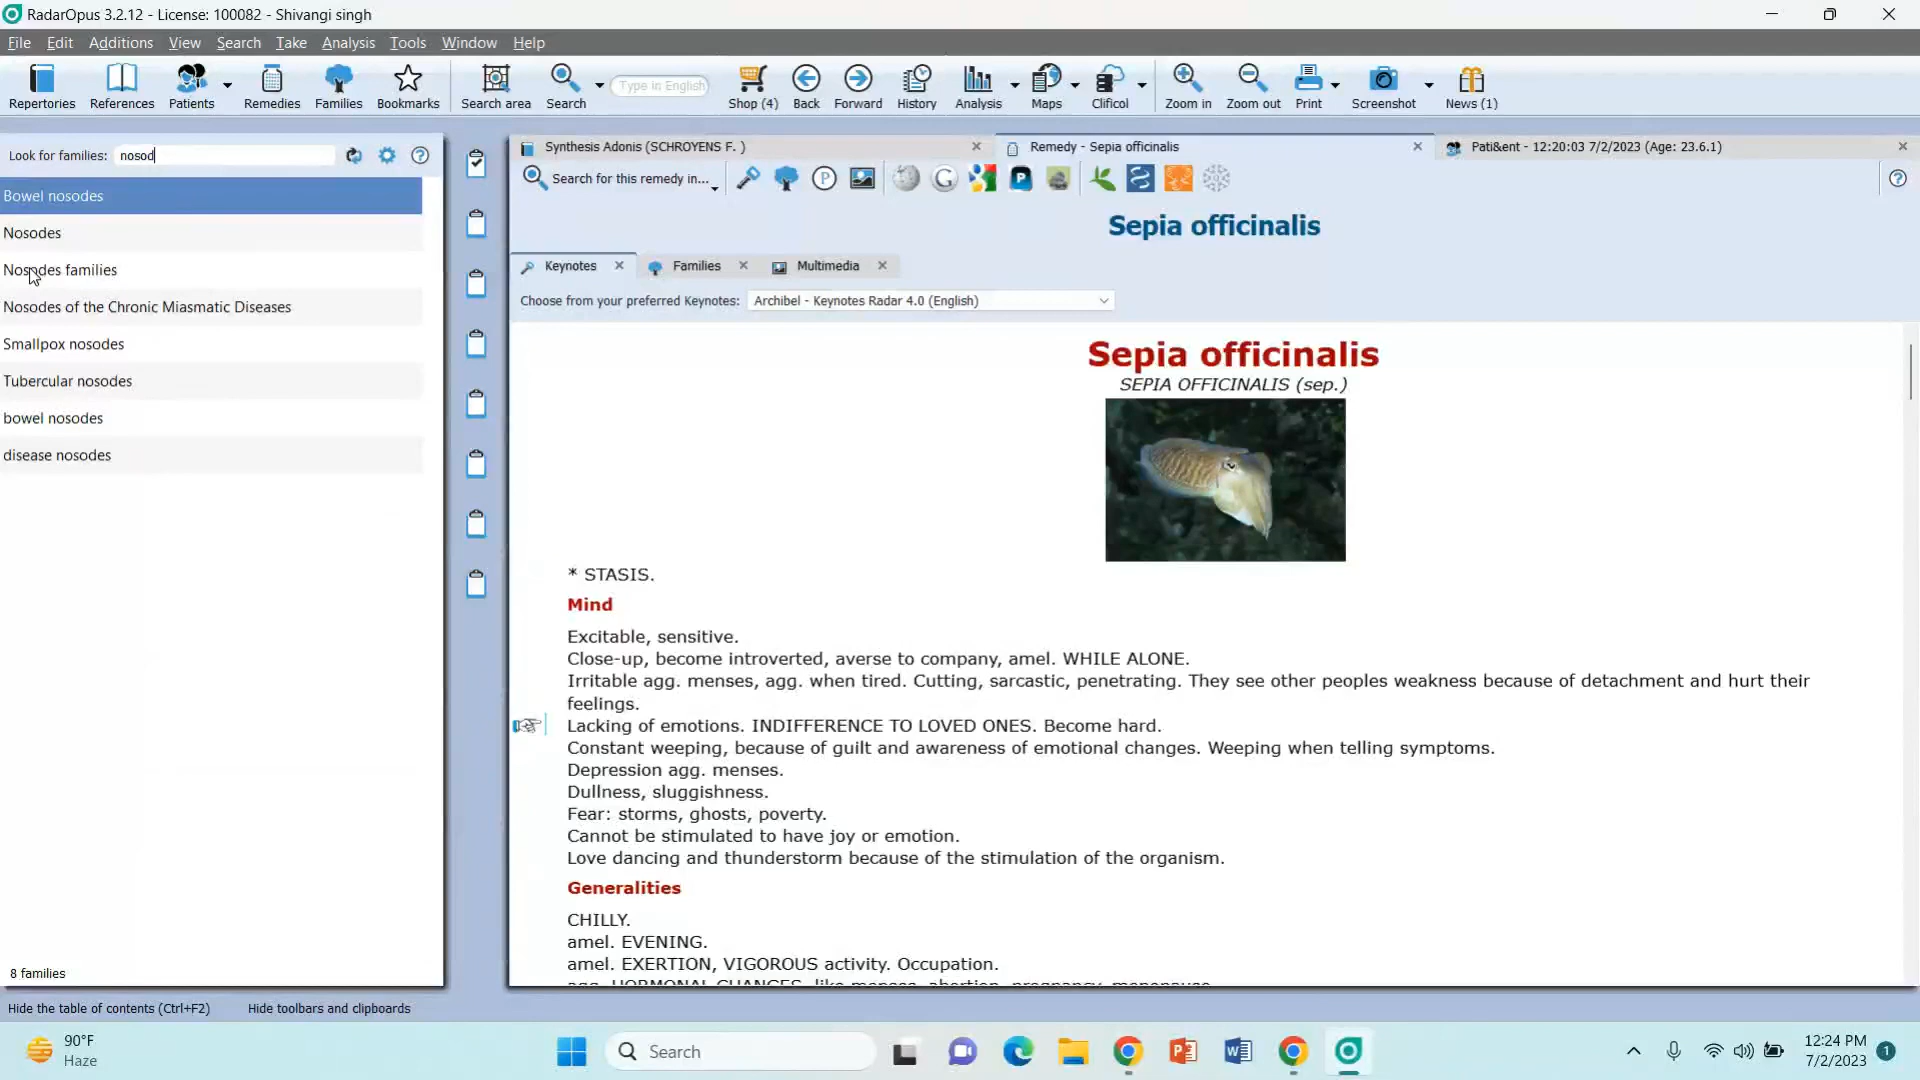 RadarOpus 3.2.12 - License: 100082 - Shivangi singh
File Edit Additions View Search Take Analysis Tools Window Help
Repertories References Patients Remedies Families Bookmarks Search area Search Type in English Shop (4) Back Forward History Analysis Maps Clificol Zoom in Zoom out Print Screenshot News (1)
Look for families: nosod
Bowel nosodes
Nosodes
Nosodes families
Nosodes of the Chronic Miasmatic Diseases
Smallpox nosodes
Tubercular nosodes
bowel nosodes
disease nosodes
8 families
Synthesis Adonis (SCHROYENS F. ) Remedy - Sepia officinalis Pati&ent - 12:20:03 7/2/2023 (Age: 23.6.1)
Search for this remedy in...
Sepia officinalis
Keynotes Families Multimedia
Choose from your preferred Keynotes: Archibel - Keynotes Radar 4.0 (English)
Sepia officinalis
SEPIA OFFICINALIS (sep.)
* STASIS.
Mind
Excitable, sensitive.
Close-up, become introverted, averse to company, amel. WHILE ALONE.
Irritable agg. menses, agg. when tired. Cutting, sarcastic, penetrating. They see other peoples weakness because of detachment and hurt their
feelings.
Lacking of emotions. INDIFFERENCE TO LOVED ONES. Become hard.
Constant weeping, because of guilt and awareness of emotional changes. Weeping when telling symptoms.
Depression agg. menses.
Dullness, sluggishness.
Fear: storms, ghosts, poverty.
Cannot be stimulated to have joy or emotion.
Love dancing and thunderstorm because of the stimulation of the organism.
Generalities
CHILLY.
amel. EVENING.
amel. EXERTION, VIGOROUS activity. Occupation.
agg. HORMONAL CHANGES, like menses, abortion, pregnancy, menopause.
Hide the table of contents (Ctrl+F2) Hide toolbars and clipboards
90°F
Haze
Search
12:24 PM
7/2/2023
1